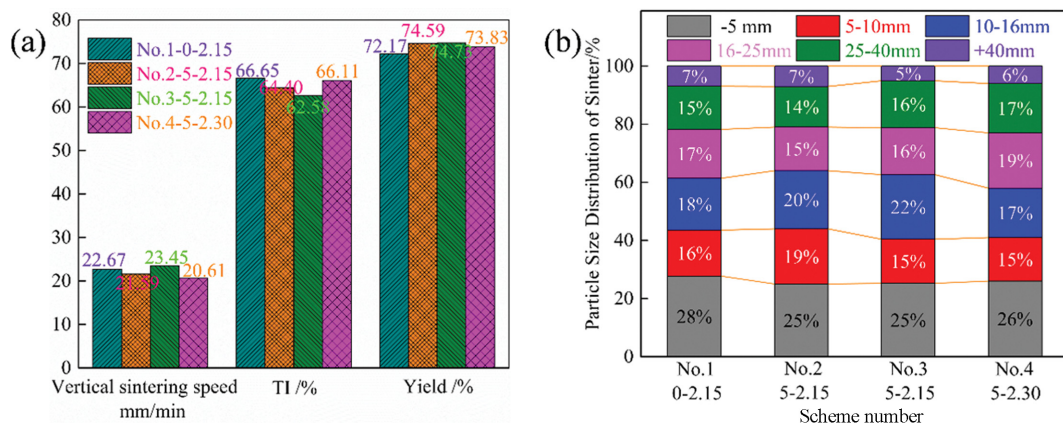 (a)
80
70
60
50
40
30
20
10
0
No.1-0-2.15
No.2-5-2.15
No.3-5-2.15
No.4-5-2.30
22.67
23.45
20.61
66.65
64.40
62.58
66.11
72.17
74.59
74.73
73.83
Vertical sintering speed
mm/min
TI /%
Yield /%
(b)
-5 mm
5-10mm
10-16mm
16-25mm
25-40mm
+40mm
Particle Size Distribution of Sinter/%
100
80
60
40
20
0
7%
7%
5%
6%
15%
14%
16%
17%
17%
15%
16%
19%
18%
20%
22%
17%
16%
19%
15%
15%
28%
25%
25%
26%
No.1
No.2
No.3
No.4
0-2.15
5-2.15
5-2.15
5-2.30
Scheme number